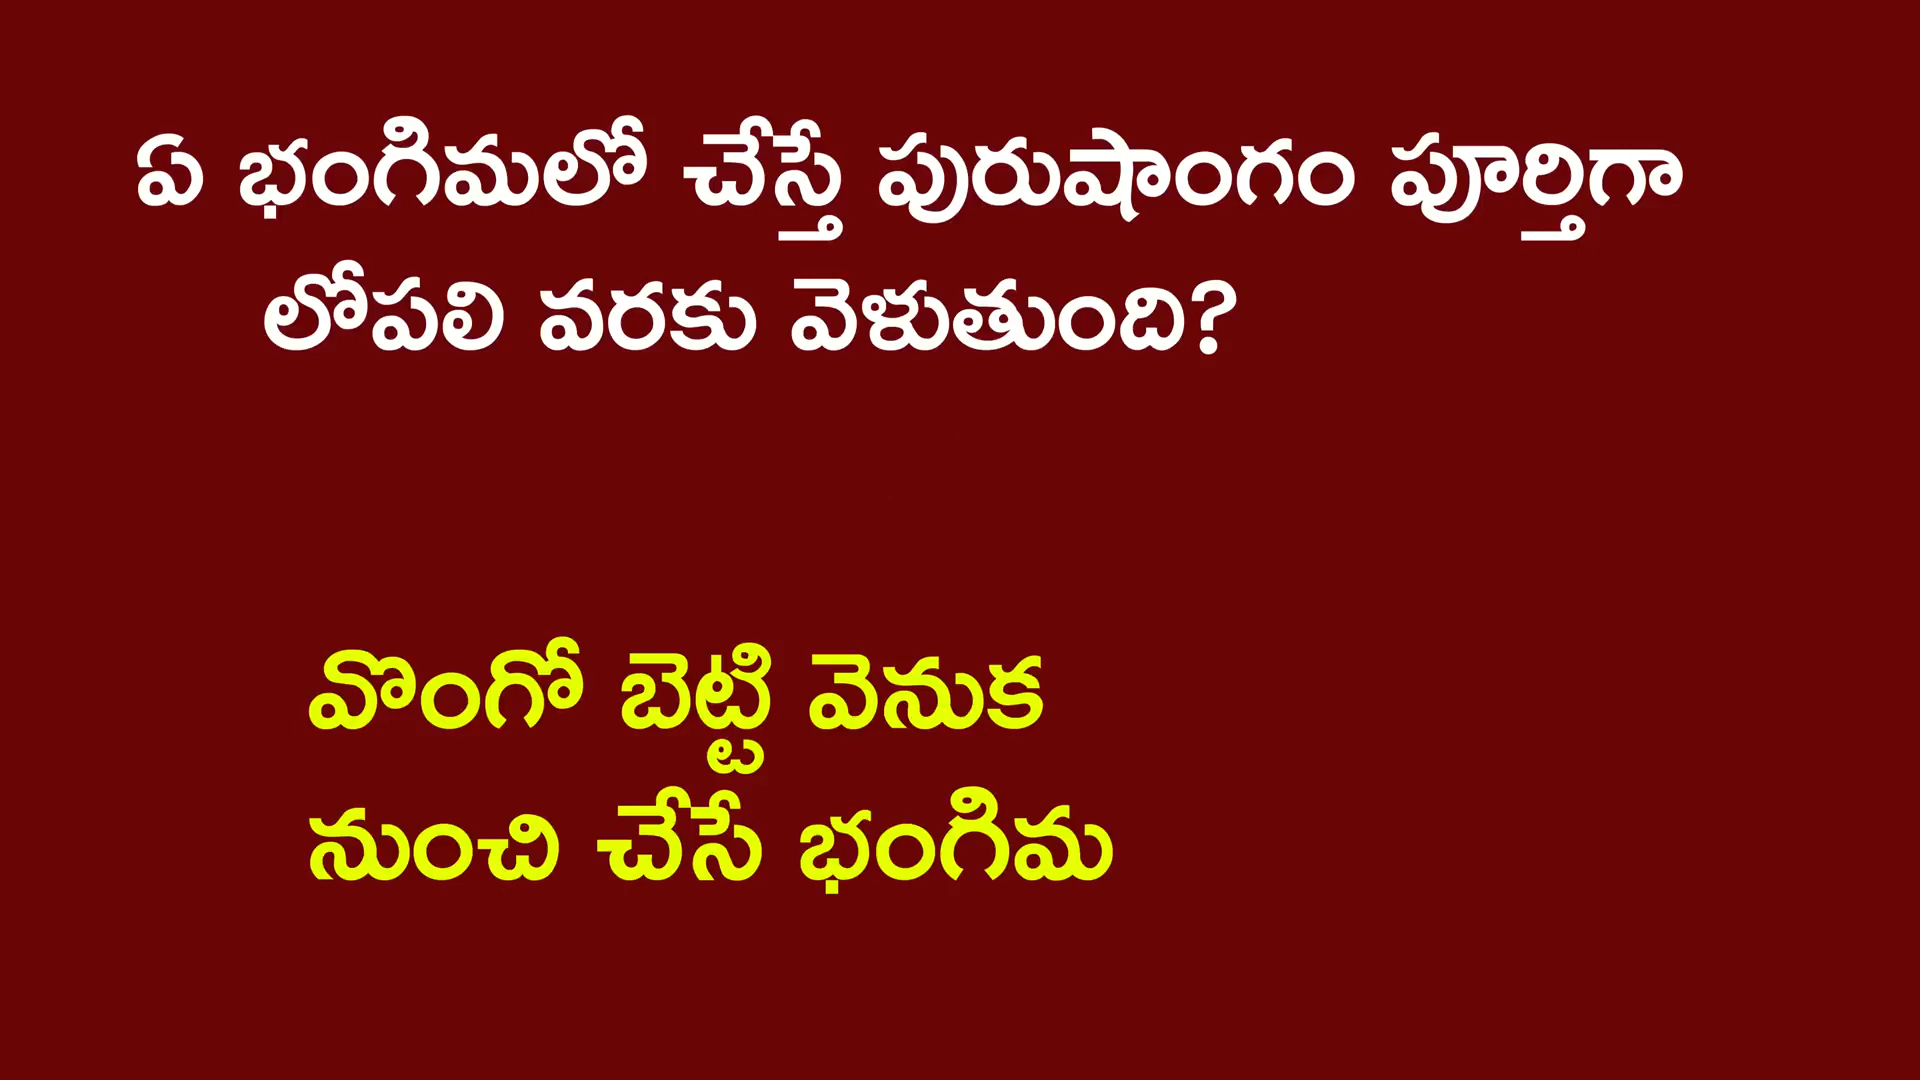 ఏ భంగిమలో చేస్తే పురుషాంగం పూర్తిగా
లోపలి వరకు వెళుతుంది?
వొంగో బెట్టి వెనుక
నుంచి చేసే భంగిమ